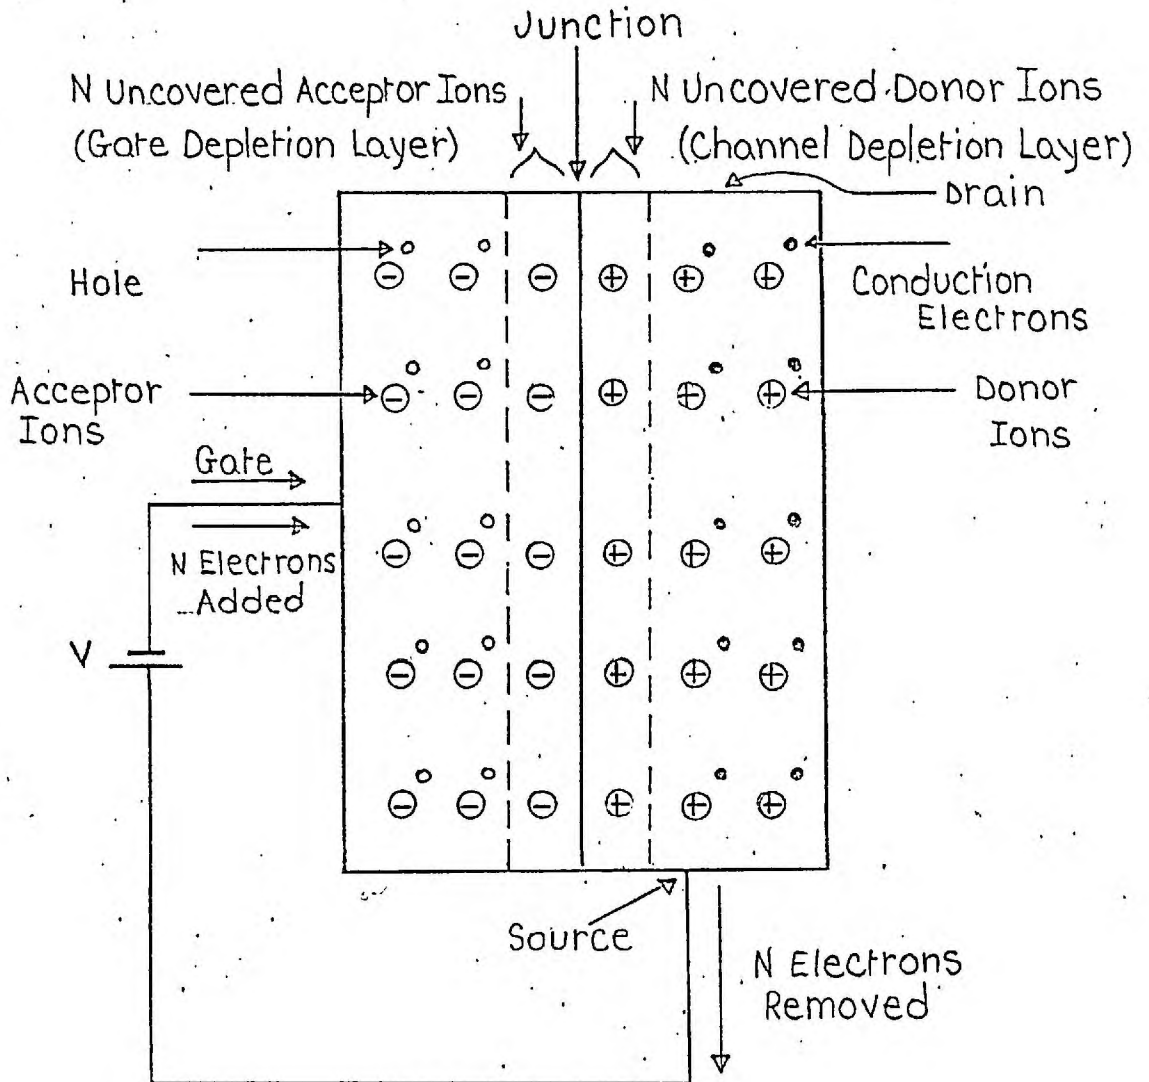 Junction
N Uncovered Acceptor Ions
(Gate Depletion Layer)
N Uncovered Donor Ions
(Channel Depletion Layer)
Drain
Hole
Conduction
Electrons
Acceptor
Ions
Donor
Ions
Gate
N Electrons
Added
V
Source
N Electrons
Removed